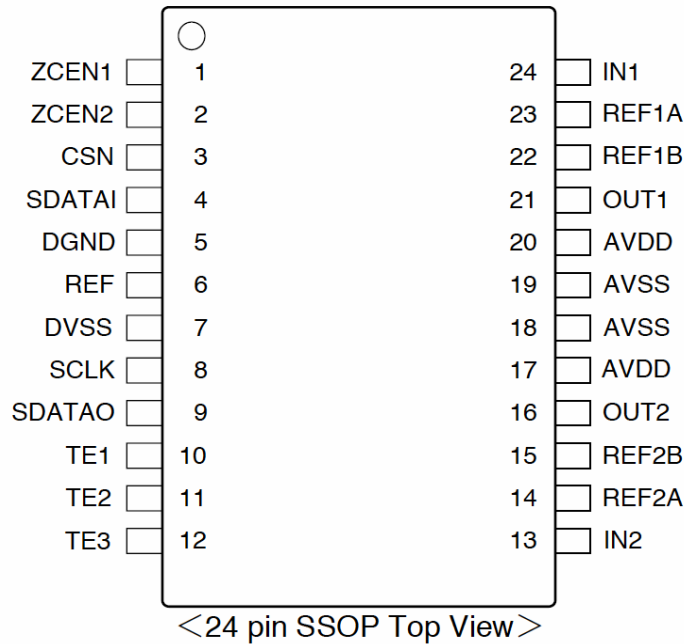 ZCEN1 1 24 IN1
ZCEN2 2 23 REF1A
CSN 3 22 REF1B
SDATAI 4 21 OUT1
DGND 5 20 AVDD
REF 6 19 AVSS
DVSS 7 18 AVSS
SCLK 8 17 AVDD
SDATAO 9 16 OUT2
TE1 10 15 REF2B
TE2 11 14 REF2A
TE3 12 13 IN2
<24 pin SSOP Top View>